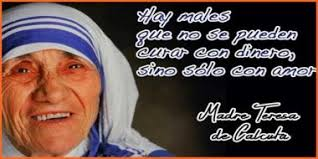 Hay males
que no se pueden
curar con dinero,
sino sólo con amor
Madre Teresa
de Calcuta